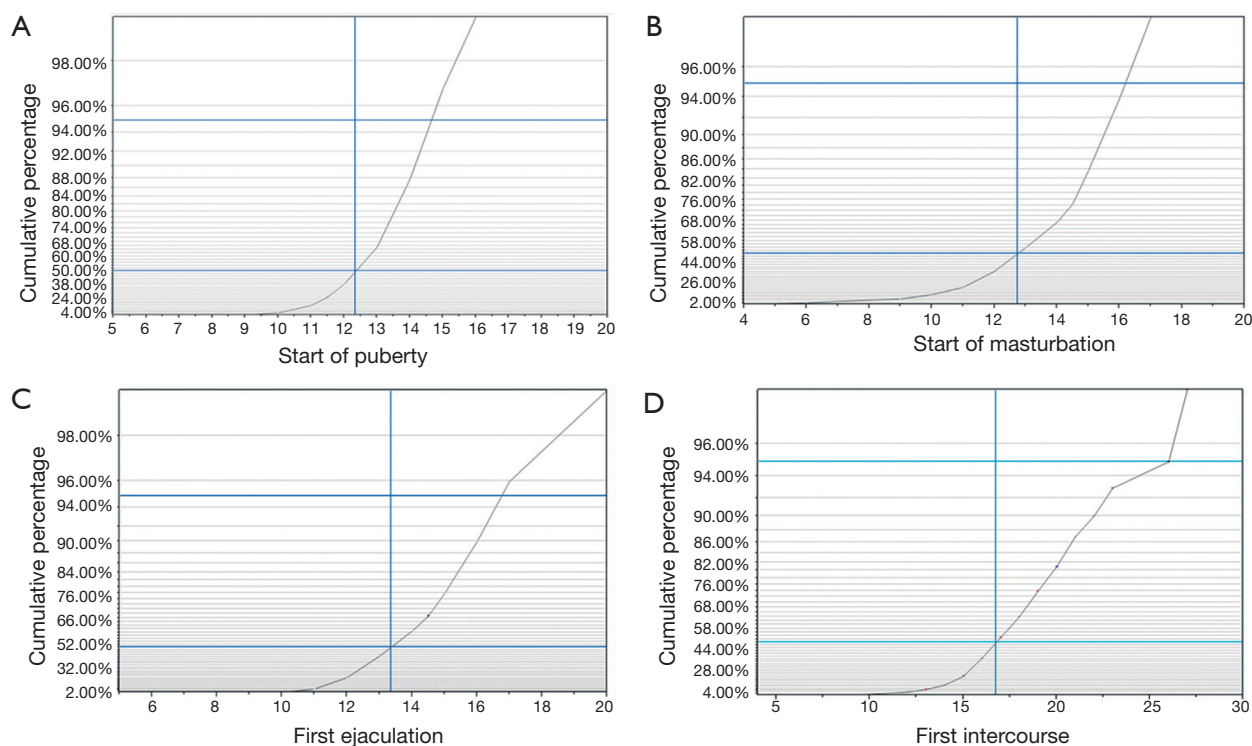 A
Cumulative percentage
98.00%
96.00%
94.00%
92.00%
88.00%
84.00%
80.00%
74.00%
68.00%
60.00%
50.00%
38.00%
24.00%
4.00%
5 6 7 8 9 10 11 12 13 14 15 16 17 18 19 20
Start of puberty
B
Cumulative percentage
96.00%
94.00%
90.00%
86.00%
82.00%
76.00%
68.00%
58.00%
44.00%
26.00%
2.00%
4 6 8 10 12 14 16 18 20
Start of masturbation
C
Cumulative percentage
98.00%
96.00%
94.00%
90.00%
84.00%
76.00%
66.00%
52.00%
32.00%
2.00%
6 8 10 12 14 16 18 20
First ejaculation
D
Cumulative percentage
96.00%
94.00%
90.00%
86.00%
82.00%
76.00%
68.00%
58.00%
44.00%
28.00%
4.00%
5 10 15 20 25 30
First intercourse